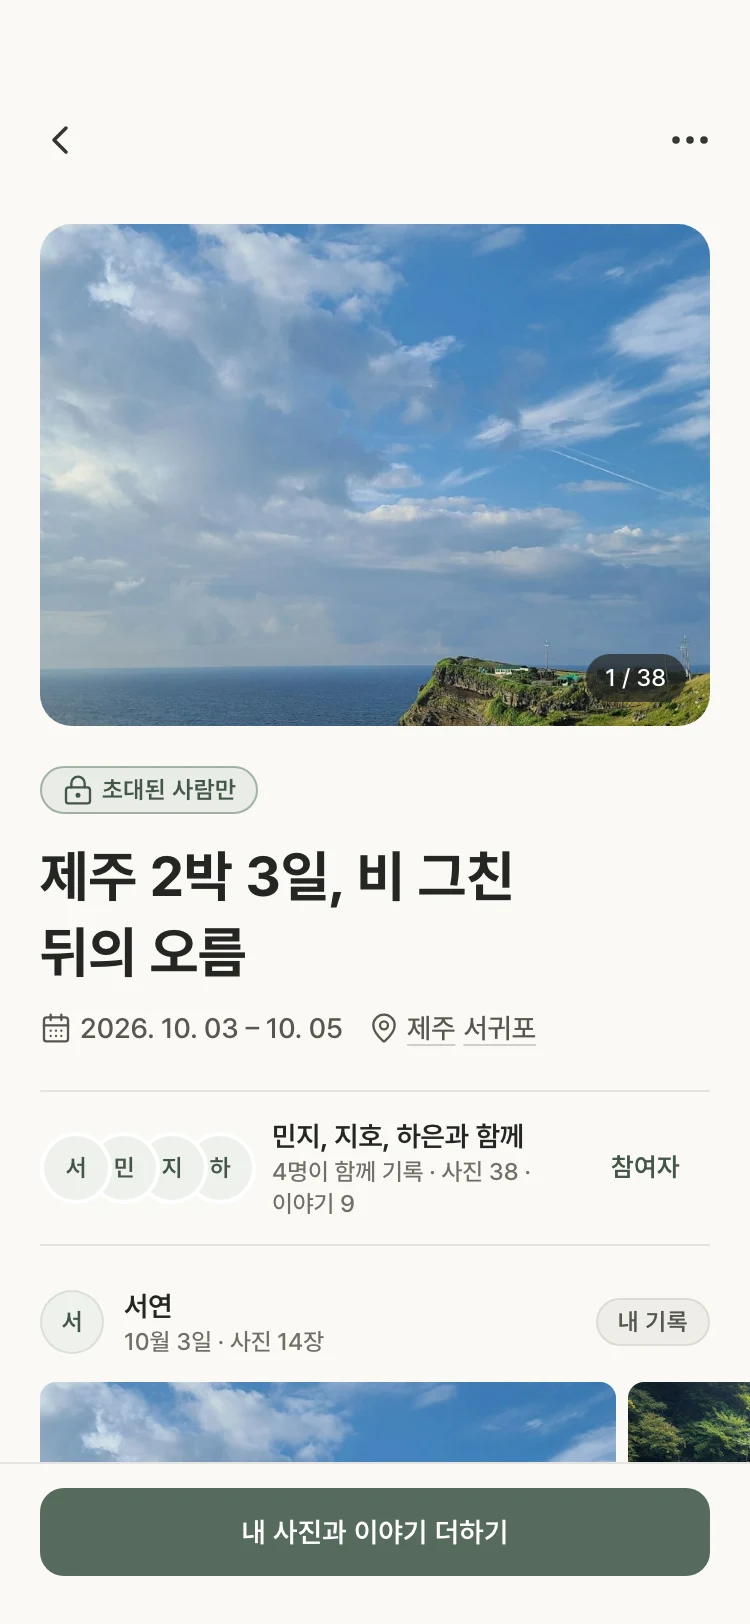 1 / 38
초대된 사람만
제주 2박 3일, 비 그친
뒤의 오름
2026. 10. 03 – 10. 05 제주 서귀포
서 민 지 하
민지, 지호, 하은과 함께
4명이 함께 기록 · 사진 38 ·
이야기 9
참여자
서
서연
10월 3일 · 사진 14장
내 기록
내 사진과 이야기 더하기